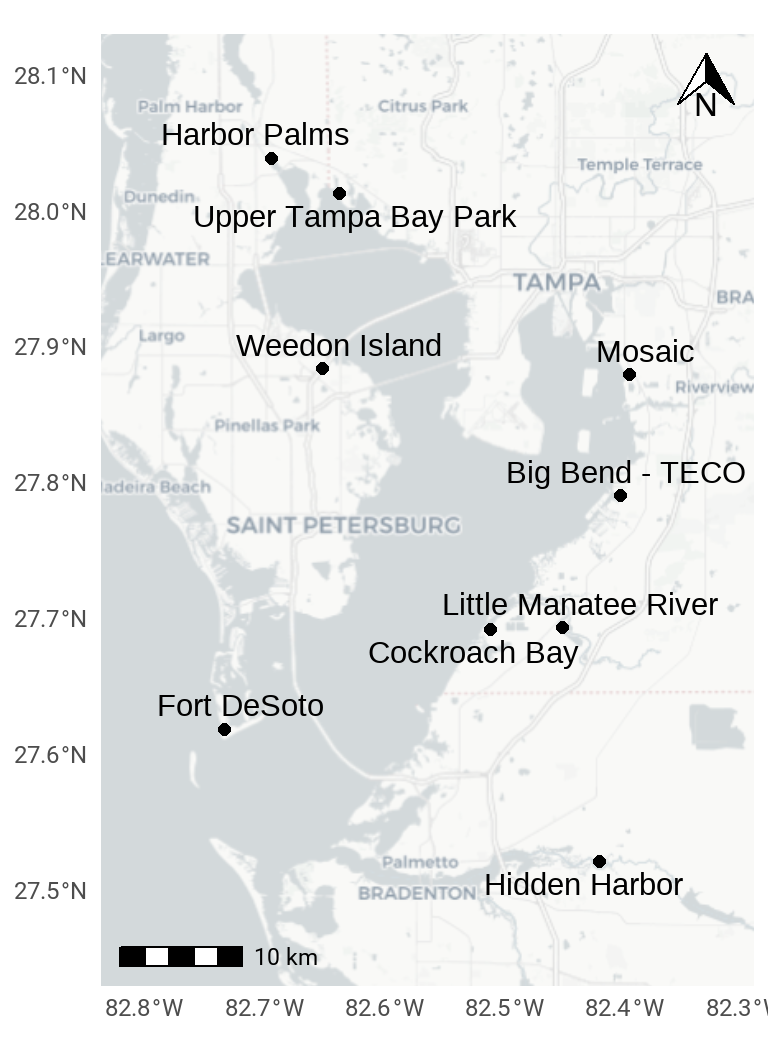 28.1°N
N
Palm Harbor
Citrus Park
Harbor Palms
Temple Terrace
Dunedin
28.0°N
Upper Tampa Bay Park
LEARWATER
TAMPA
BRA
Largo
27.9°N
Weedon Island
Mosaic
Riverview
Pinellas Park
Big Bend - TECO
27.8°N
adeira Beach
SAINT PETERSBURG
Little Manatee River
27.7°N
Cockroach Bay
Fort DeSoto
27.6°N
Palmetto
Hidden Harbor
27.5°N
BRADENTON
10 km
82.8°W 82.7°W 82.6°W 82.5°W 82.4°W 82.3°W